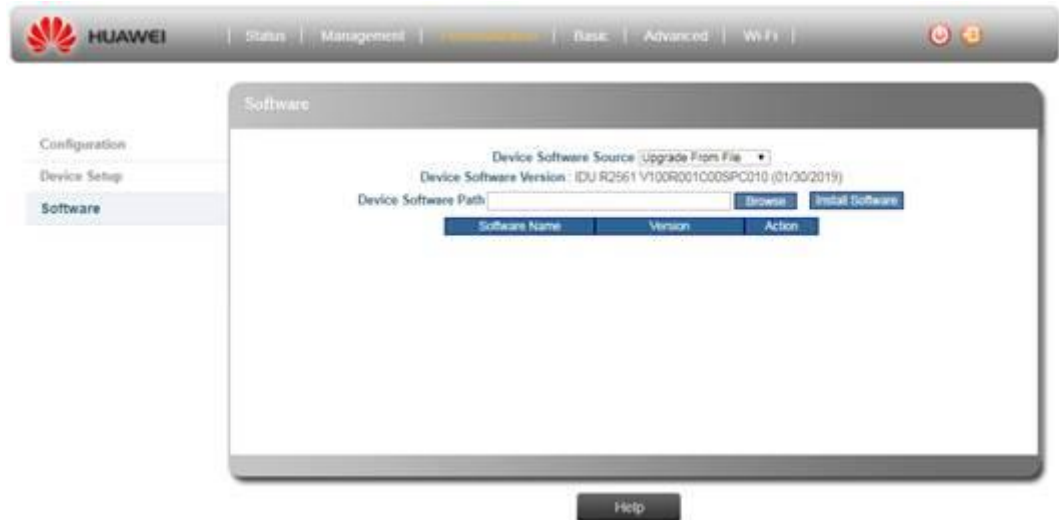 HUAWEI
Status | Management | | Basic | Advanced | Wi-Fi |
Software
Configuration
Device Setup
Software
Device Software Source Upgrade From File
Device Software Version : IDU R2561 V100R001C00SPC010 (01/30/2019)
Device Software Path Browse Install Software
Software Name Version Action
Help